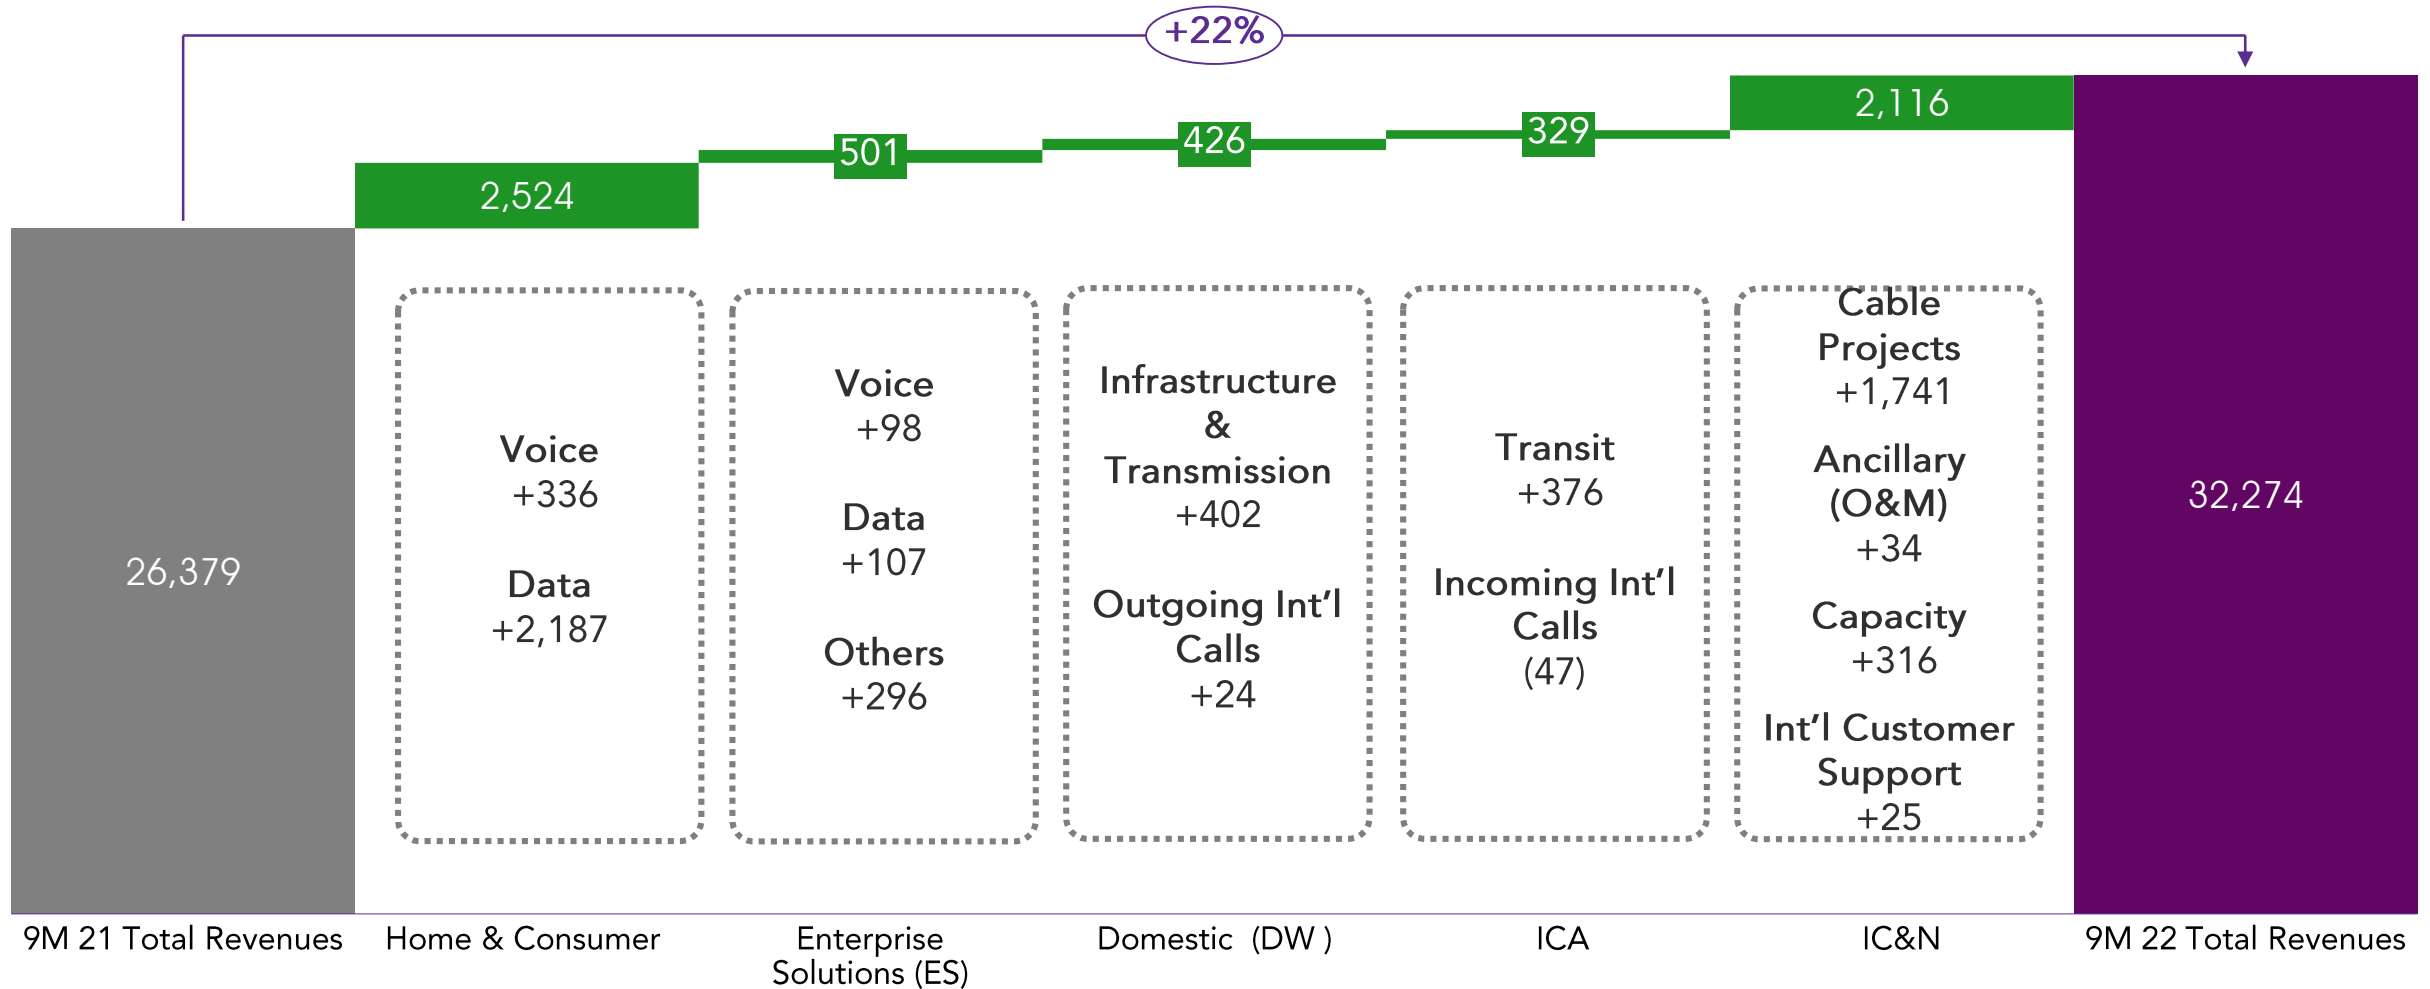 +22%
2,116
329
426
501
2,524
Cable
Projects
+1,741
Ancillary
(O&M)
+34
Capacity
+316
Int’l Customer
Support
+25
Infrastructure
&
Transmission
+402
Outgoing Int’l
Calls
+24
Voice
+98
Data
+107
Others
+296
Transit
+376
Incoming Int’l
Calls
(47)
Voice
+336
Data
+2,187
32,274
26,379
9M 21 Total Revenues
Home & Consumer
Enterprise
Solutions (ES)
Domestic (DW )
ICA
IC&N
9M 22 Total Revenues